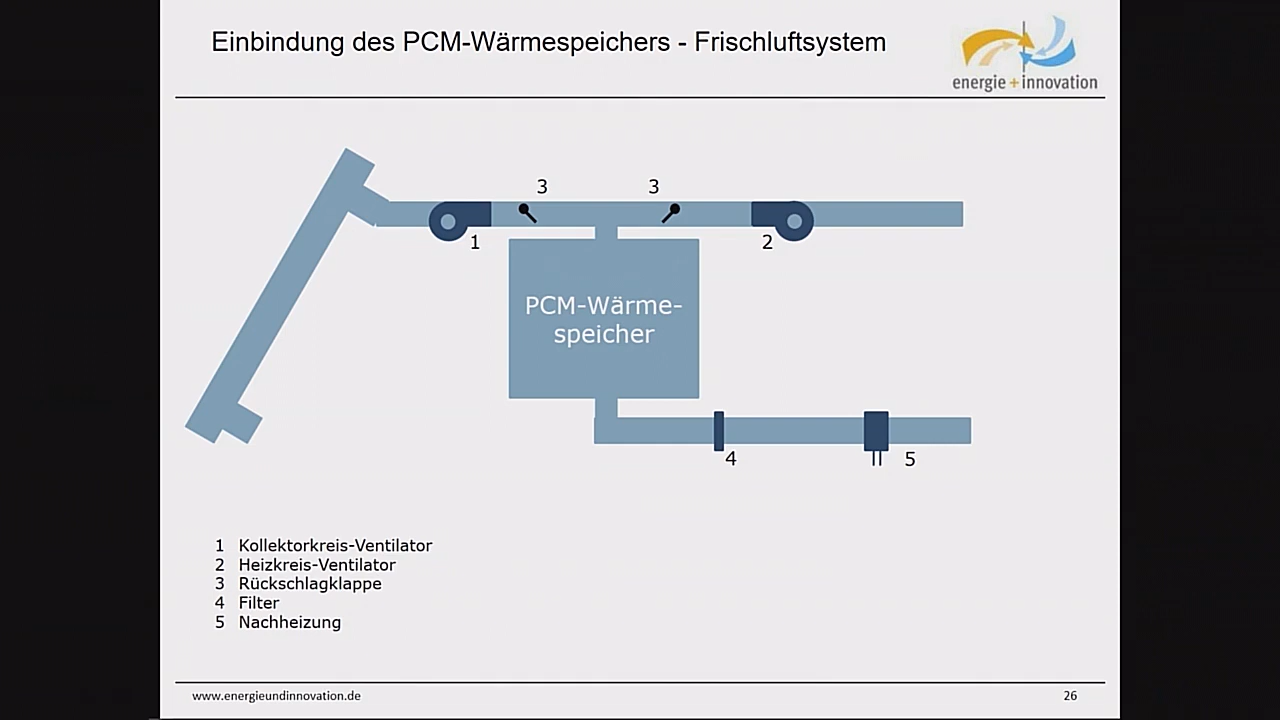 Einbindung des PCM-Wärmespeichers - Frischluftsystem
energie + innovation
3 3
1 2
PCM-Wärme-
speicher
4 5
1 Kollektorkreis-Ventilator
2 Heizkreis-Ventilator
3 Rückschlagklappe
4 Filter
5 Nachheizung
www.energieundinnovation.de 26